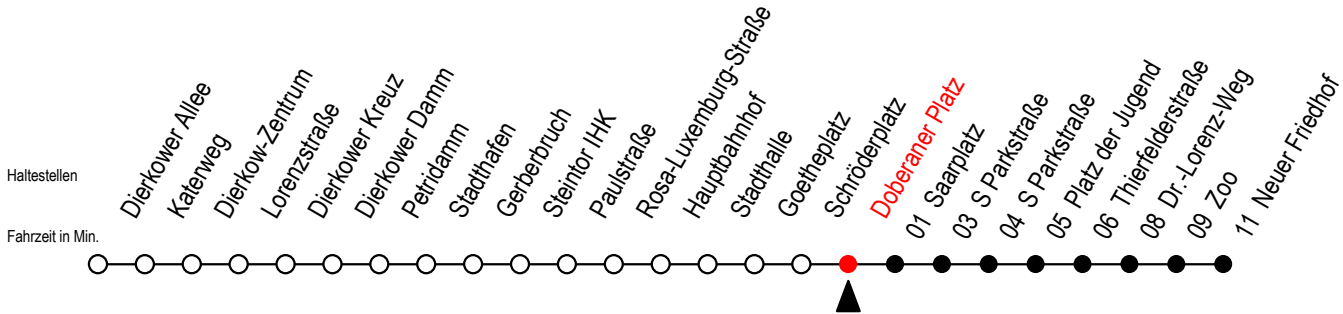 Haltestellen
Fahrzeit in Min.
Dierkower Allee
Katerweg
Dierkow-Zentrum
Lorenzstraße
Dierkower Kreuz
Dierkower Damm
Petridamm
Stadthafen
Gerberbruch
Steintor IHK
Paulstraße
Rosa-Luxemburg-Straße
Hauptbahnhof
Stadthalle
Goetheplatz
Schröderplatz
Doberaner Platz
01 Saarplatz
03 S Parkstraße
04 S Parkstraße
05 Platz der Jugend
06 Thierfelderstraße
08 Dr.-Lorenz-Weg
09 Zoo
11 Neuer Friedhof